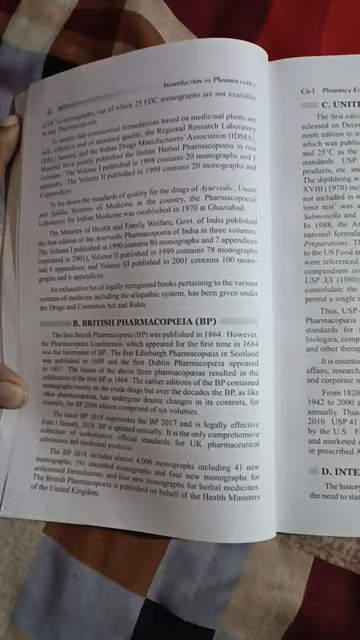 12
INTRODUCTION TO PHARMACEUTICS
(FDC's) monographs, out of which 25 FDC monographs are not available
in any Pharmacopoeia.
To ensure that commercial formulations based on medicinal plants are
safe, efficient, and of standard quality, the Regional Research Laboratory
(RRL) Jammu, and the Indian Drugs Manufacturers' Association (IDMA),
Mumbai have jointly published the Indian Herbal Pharmacopoeia in two
volumes. The Volume I published in 1998 contains 20 monographs and 1
appendix. The Volume II published in 1999 contains 20 monographs and
appendices.
To lay down the standards of quality for the drugs of Ayurvedic, Unani
and Siddha Systems of Medicine in the country, the Pharmacopoeial
Laboratory for Indian Medicine was established in 1970 at Ghaziabad.
The Ministry of Health and Family Welfare, Govt. of India published
the first edition of the Ayurvedic Pharmacopoeia of India in three volumes.
The Volume I published in 1990 contains 80 monographs and 7 appendices
(reprinted in 2001), Volume II published in 1999 contains 78 monographs
and 6 appendices, and Volume III published in 2001 contains 100 mono-
graphs and 6 appendices.
An exhaustive list of legally recognised books pertaining to the various
systems of medicine including the allopathic system, has been given under
the Drugs and Cosmetics Act and Rules.
B. BRITISH PHARMACOPOEIA (BP)
The first British Pharmacopoeia (BP) was published in 1864. However,
the Pharmacopoeia Londinensis, which appeared for the first time in 1684
was the forerunner of BP. The first Edinburgh Pharmacopoeia in Scotland
was published in 1699 and the first Dublin Pharmacopoeia appeared
in 1807. The fusion of the above three pharmacopoeias resulted in the
publication of the first BP in 1864. The earlier editions of the BP contained
monographs mostly on the crude drugs but over the decades the BP, as like
other pharmacopoeias, has undergone drastic changes in its contents, for
example, the BP 2004 edition comprised of six volumes.
The latest BP 2018 supersedes the BP 2017 and is legally effective
from 1 January, 2018. BP is updated annually. It is the only comprehensive
collection of authoritative official standards for UK pharmaceutical
substances and medicinal products.
The BP 2018 includes almost 4,000 monographs including 41 new
monographs, 191 amended monographs and four new monographs for
unlicensed formulations, and four new monographs for herbal medicines.
The British Pharmacopoeia is published on behalf of the Health Ministers
of the United Kingdom.
CH-1 PHARMACY
C. UNIT
The first editi
released on Decem
ninth edition to
which was publis
and 25°C as the
standards USP
products, etc. an
The diphthong
XVIII (1970)
not included in
limit test' was
Salmonella and
In 1988, the Am
national formula
Preparations. Th
to the US Food a
were referenced
compendium co
USP XX (1980)
consolidate the
permit a single
Thus, USP-
Pharmacopoeia
standards for
biologics, comp
and other therap
It is essentia
affairs, research
and corporate
From 1820
1942 to 2000
annually. Thus
2010. USP 41
by the U.S. F
and marketed
in prescribed A
D. INTE
The history
the need to sta